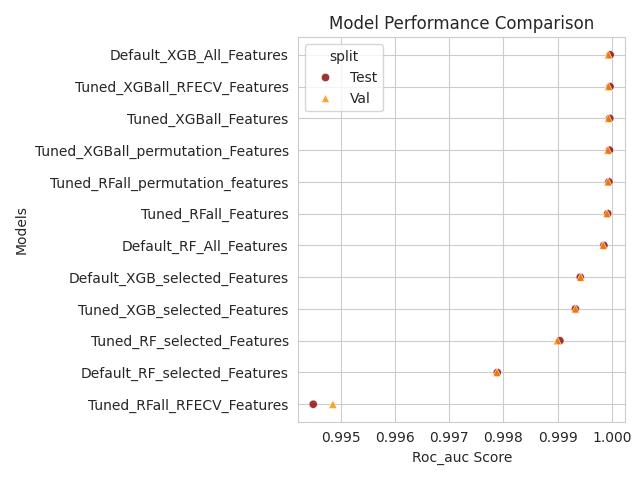 Model Performance Comparison
split
Test
Val
Models
Default_XGB_All_Features
Tuned_XGBall_RFECV_Features
Tuned_XGBall_Features
Tuned_XGBall_permutation_Features
Tuned_RFall_permutation_features
Tuned_RFall_Features
Default_RF_All_Features
Default_XGB_selected_Features
Tuned_XGB_selected_Features
Tuned_RF_selected_Features
Default_RF_selected_Features
Tuned_RFall_RFECV_Features
0.995 0.996 0.997 0.998 0.999 1.000
Roc_auc Score